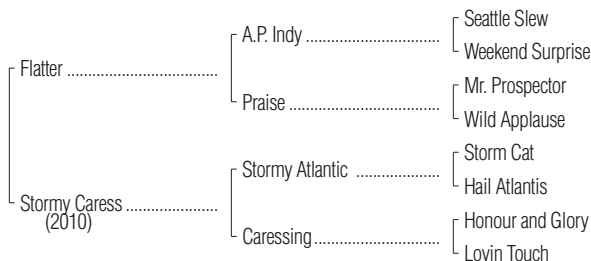 Seattle Slew
A.P. Indy ..............................
Weekend Surprise
Flatter ..................................
Mr. Prospector
Praise ..................................
Wild Applause
Storm Cat
Stormy Atlantic ..................
Hail Atlantis
Stormy Caress .....................
(2010)
Honour and Glory
Caressing............................
Lovin Touch